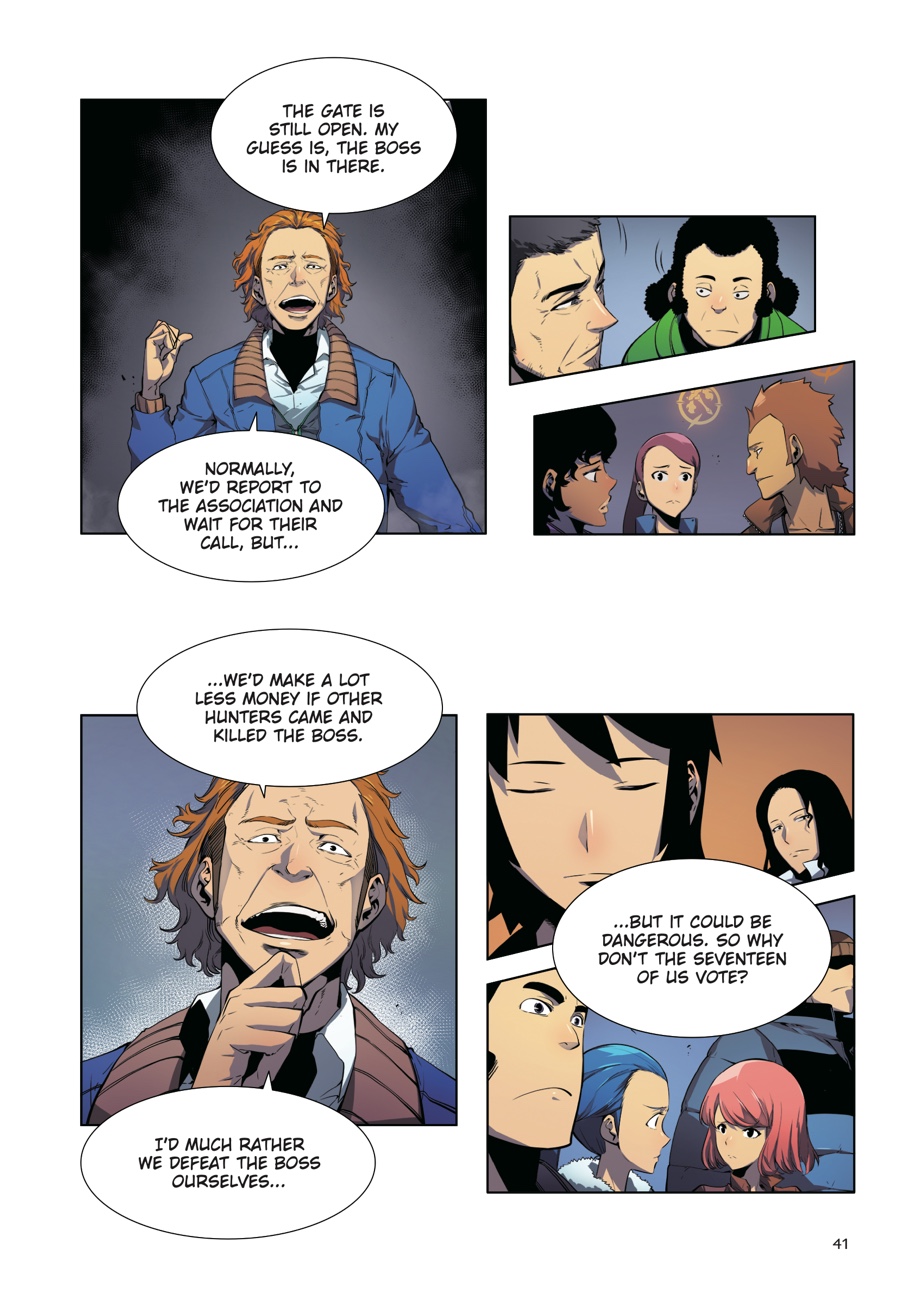 THE GATE IS
STILL OPEN. MY
GUESS IS, THE BOSS
IS IN THERE.
NORMALLY,
WE'D REPORT TO
THE ASSOCIATION AND
WAIT FOR THEIR
CALL, BUT...
...WE'D MAKE A LOT
LESS MONEY IF OTHER
HUNTERS CAME AND
KILLED THE BOSS.
I'D MUCH RATHER
WE DEFEAT THE BOSS
OURSELVES...
...BUT IT COULD BE
DANGEROUS. SO WHY
DON'T THE SEVENTEEN
OF US VOTE?
41